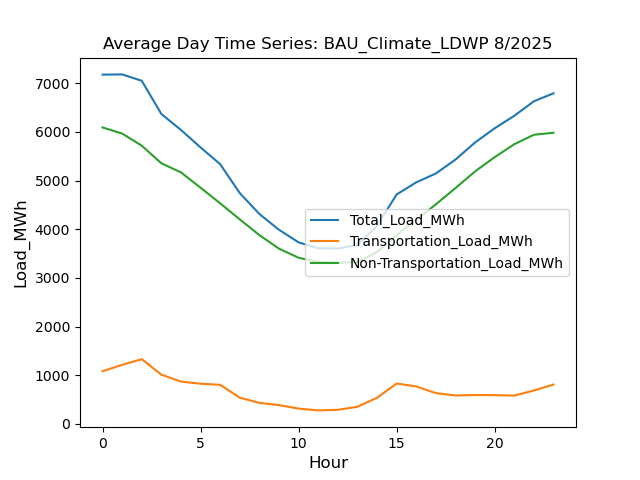 Average Day Time Series: BAU_Climate_LDWP 8/2025
Load_MWh
7000
6000
5000
4000
3000
2000
1000
0
Total_Load_MWh
Transportation_Load_MWh
Non-Transportation_Load_MWh
0 5 10 15 20
Hour